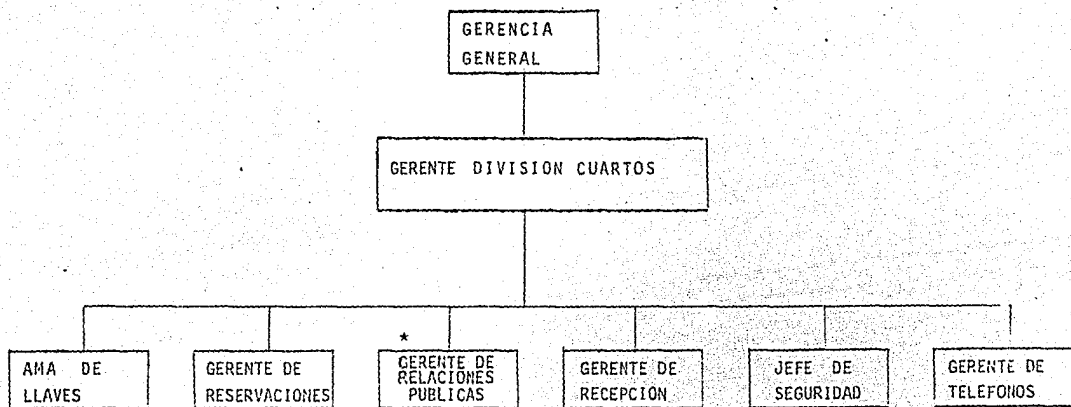 GERENCIA
GENERAL
GERENTE DIVISION CUARTOS
AMA DE
LLAVES
GERENTE DE
RESERVACIONES
*
GERENTE DE
RELACIONES
PUBLICAS
GERENTE DE
RECEPCION
JEFE DE
SEGURIDAD
GERENTE DE
TELEFONOS